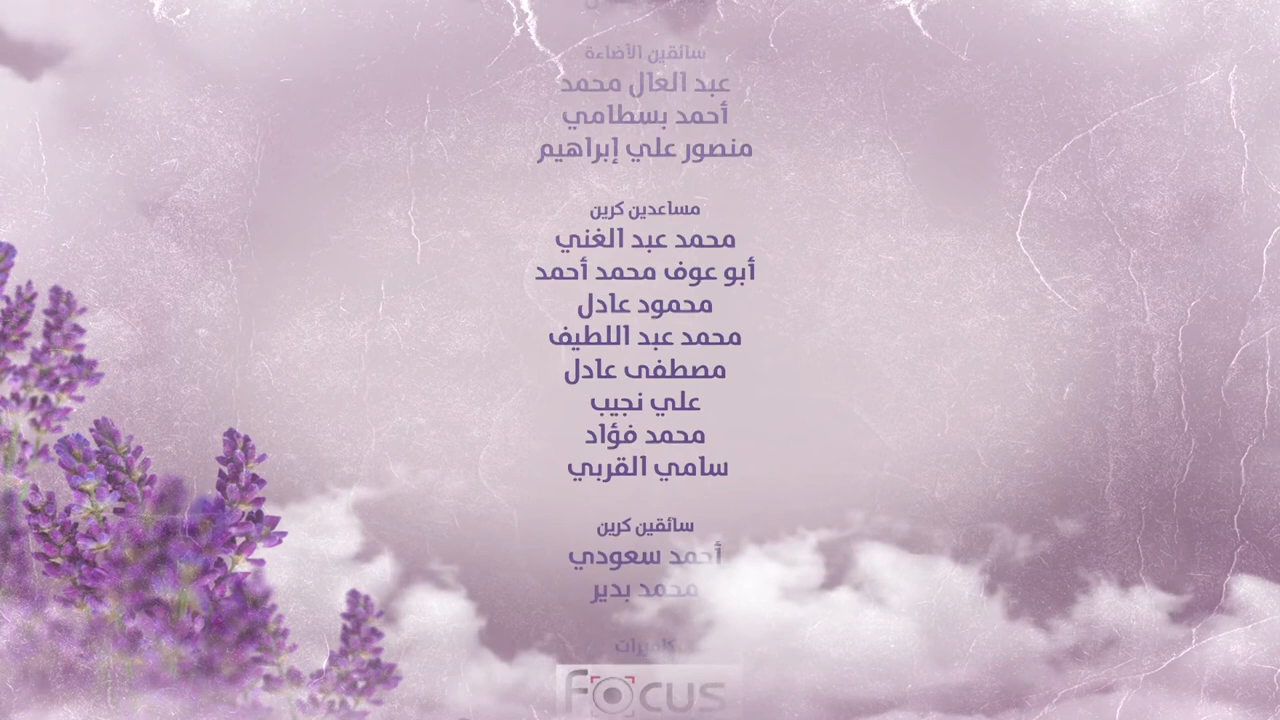 سائقين الأضاءة
عبد العال محمد
أحمد بسطامي
منصور علي إبراهيم
مساعدين كرين
محمد عبد الغني
أبو عوف محمد أحمد
محمود عادل
محمد عبد اللطيف
مصطفى عادل
علي نجيب
محمد فؤاد
سامي القربي
سائقين كرين
أحمد سعودي
محمد بدير
FOCUS